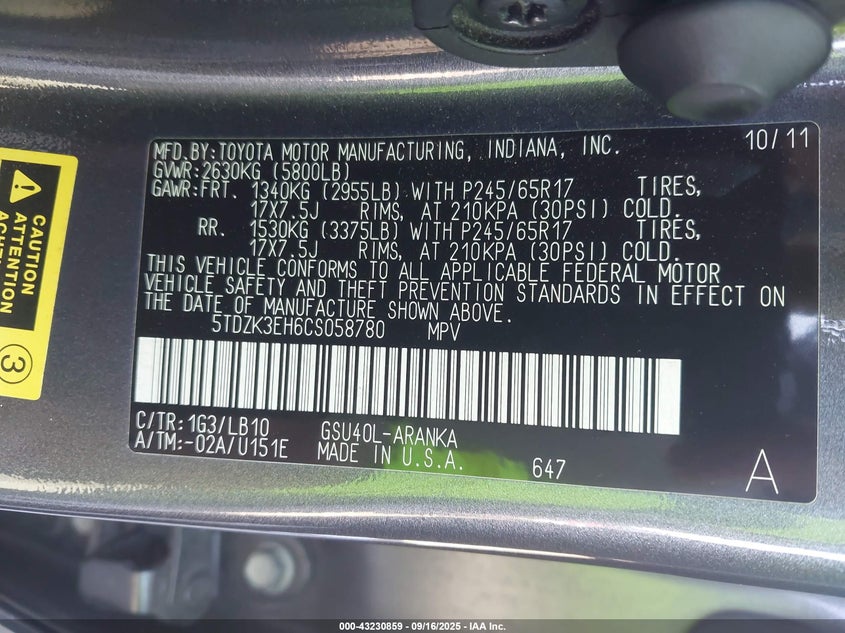 MFD.BY:TOYOTA MOTOR MANUFACTURING, INDIANA, INC. 10/11
GVWR:2630KG (5800LB)
GAWR:FRT. 1340KG (2955LB) WITH P245/65R17 TIRES,
17X7.5J RIMS, AT 210KPA (30PSI) COLD.
RR. 1530KG (3375LB) WITH P245/65R17 TIRES,
17X7.5J RIMS, AT 210KPA (30PSI) COLD.
THIS VEHICLE CONFORMS TO ALL APPLICABLE FEDERAL MOTOR
VEHICLE SAFETY AND THEFT PREVENTION STANDARDS IN EFFECT ON
THE DATE OF MANUFACTURE SHOWN ABOVE.
5TDZK3EH6CS058780 MPV
C/TR:1G3/LB10 GSU40L-ARANKA
A/TM:-02A/U151E MADE IN U.S.A. 647 A
CAUTION
ATTENTION
3
000-43230859 - 09/16/2025 - IAA Inc.